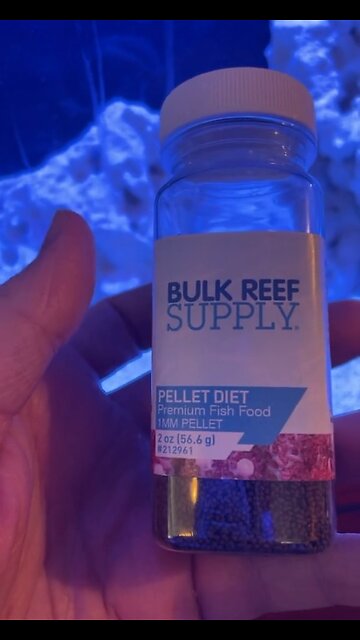 BULK REEF
SUPPLY®
PELLET DIET
Premium Fish Food
1MM PELLET
2 oz (56.6 g)
#212961